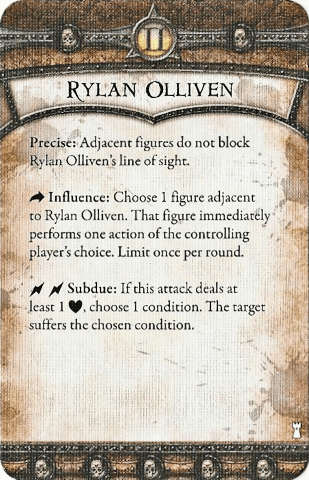 II
RYLAN OLLIVEN
Precise: Adjacent figures do not block
Rylan Olliven's line of sight.
Influence: Choose 1 figure adjacent
to Rylan Olliven. That figure immediately
performs one action of the controlling
player's choice. Limit once per round.
Subdue: If this attack deals at
least 1 ♥, choose 1 condition. The target
suffers the chosen condition.